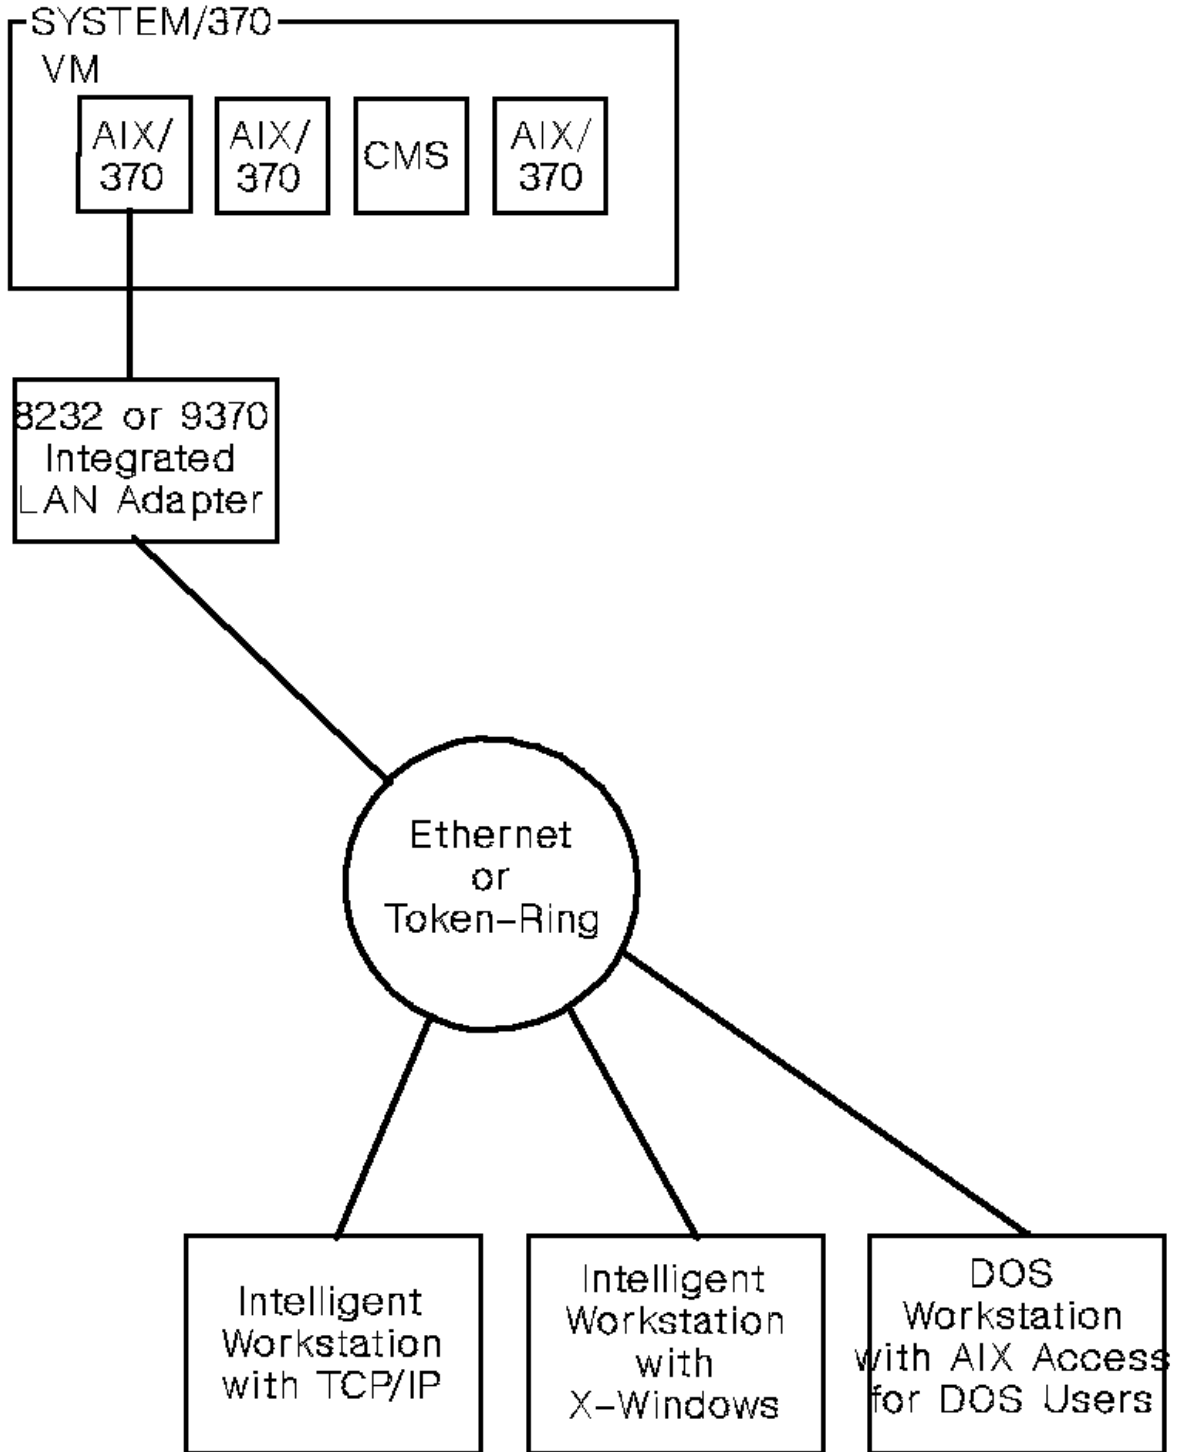 SYSTEM/370
VM
AIX/
370
AIX/
370
CMS
AIX/
370
8232 or 9370
Integrated
LAN Adapter
Ethernet
or
Token-Ring
Intelligent
Workstation
with TCP/IP
Intelligent
Workstation
with
X-Windows
DOS
Workstation
with AIX Access
for DOS Users